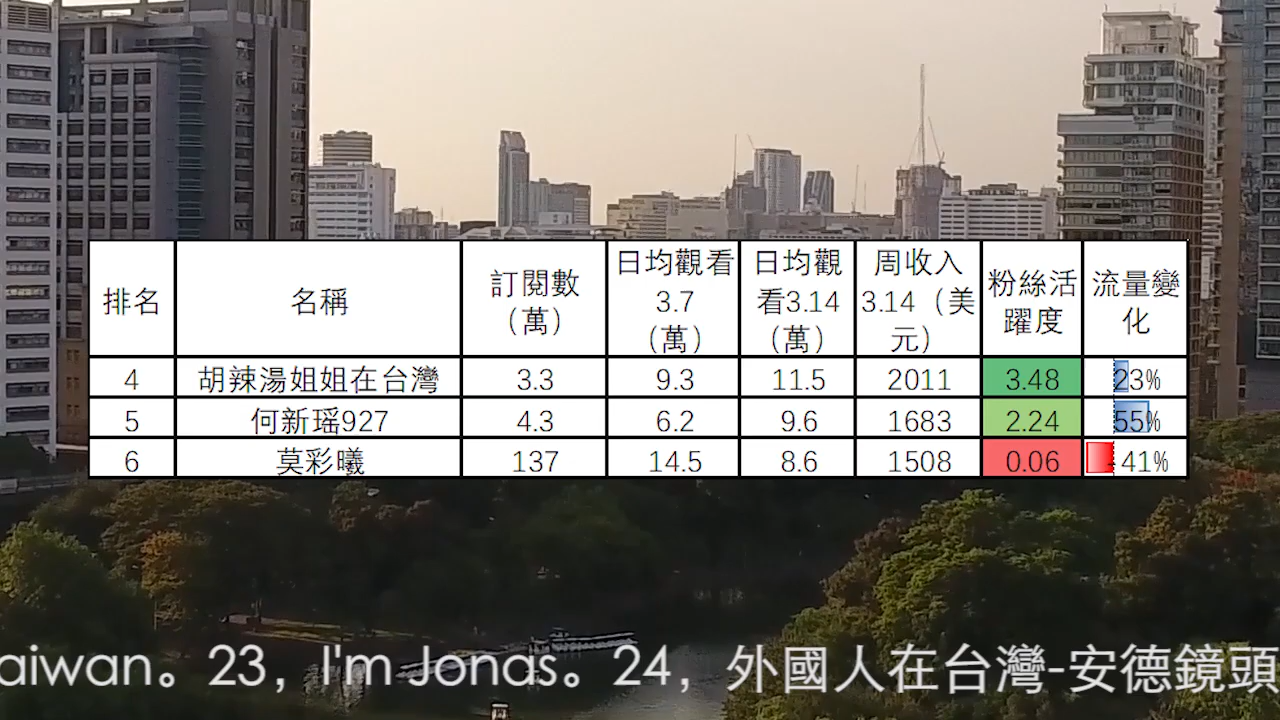 排名 名稱 訂閱數（萬） 日均觀看3.7（萬） 日均觀看3.14（萬） 周收入3.14（美元） 粉絲活躍度 流量變化
4 胡辣湯姐姐在台灣 3.3 9.3 11.5 2011 3.48 23%
5 何新瑶927 4.3 6.2 9.6 1683 2.24 55%
6 莫彩曦 137 14.5 8.6 1508 0.06 -41%
aiwan。23，I'm Jonas。24，外國人在台灣-安德鏡頭